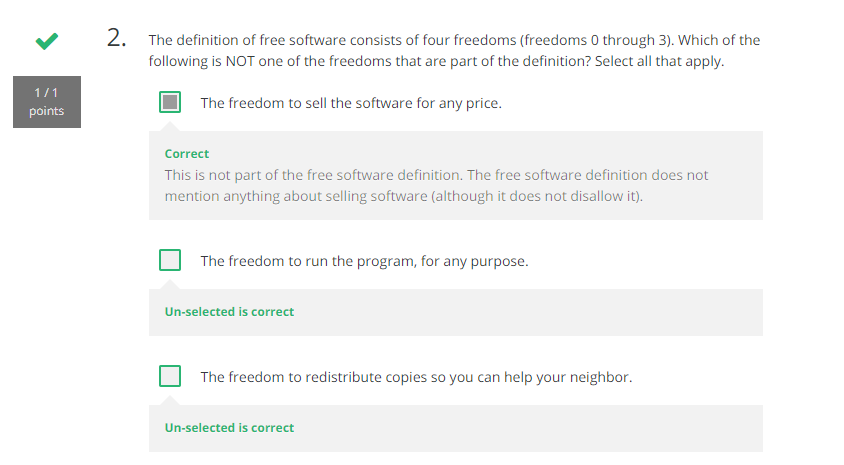 2.
The definition of free software consists of four freedoms (freedoms 0 through 3). Which of the
following is NOT one of the freedoms that are part of the definition? Select all that apply.
1 / 1
points
The freedom to sell the software for any price.
Correct
This is not part of the free software definition. The free software definition does not
mention anything about selling software (although it does not disallow it).
The freedom to run the program, for any purpose.
Un-selected is correct
The freedom to redistribute copies so you can help your neighbor.
Un-selected is correct